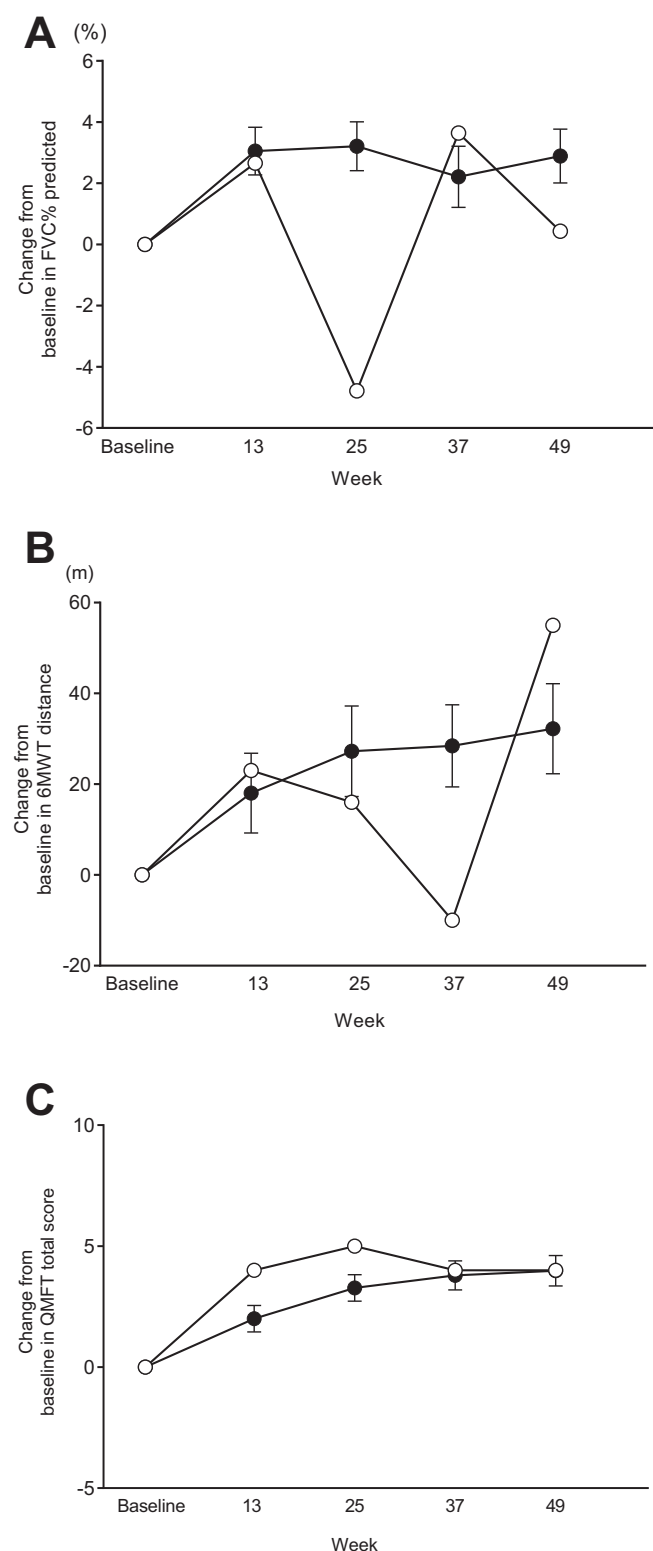 A (%)
6
4
2
0
-2
-4
-6
Change from
baseline in FVC% predicted
Baseline 13 25 37 49
Week
B
(m)
60
40
20
0
-20
Change from
baseline in 6MWT distance
Baseline 13 25 37 49
Week
C
10
5
0
-5
Change from
baseline in QMFT total score
Baseline 13 25 37 49
Week